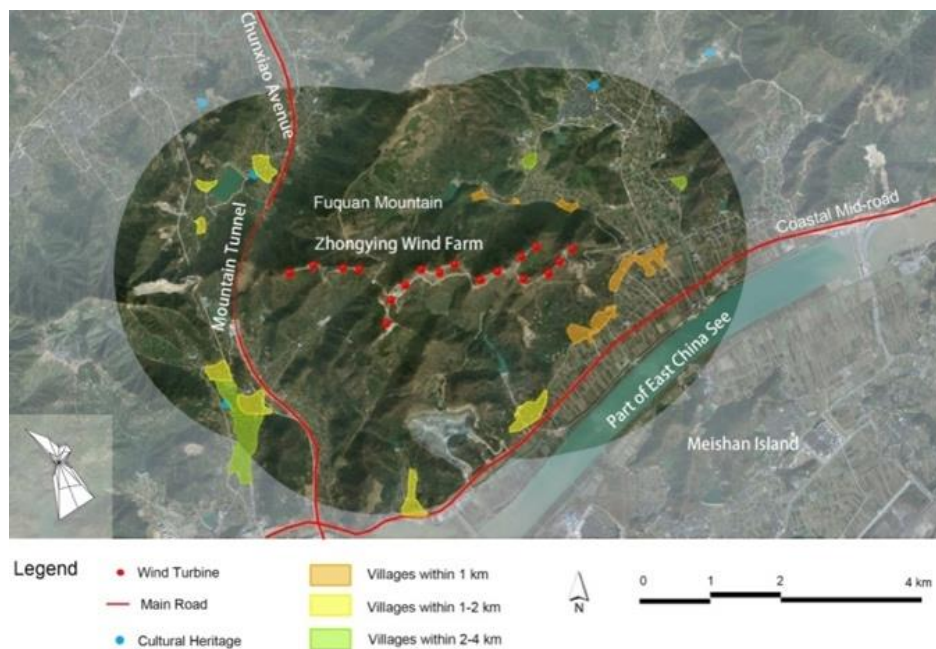 Chunxiao Avenue
Fuquan Mountain
Zhongying Wind Farm
Mountain Tunnel
Coastal Mid-road
Part of East China See
Meishan Island
Legend
Wind Turbine
Main Road
Cultural Heritage
Villages within 1 km
Villages within 1-2 km
Villages within 2-4 km
N
0 1 2 4 km